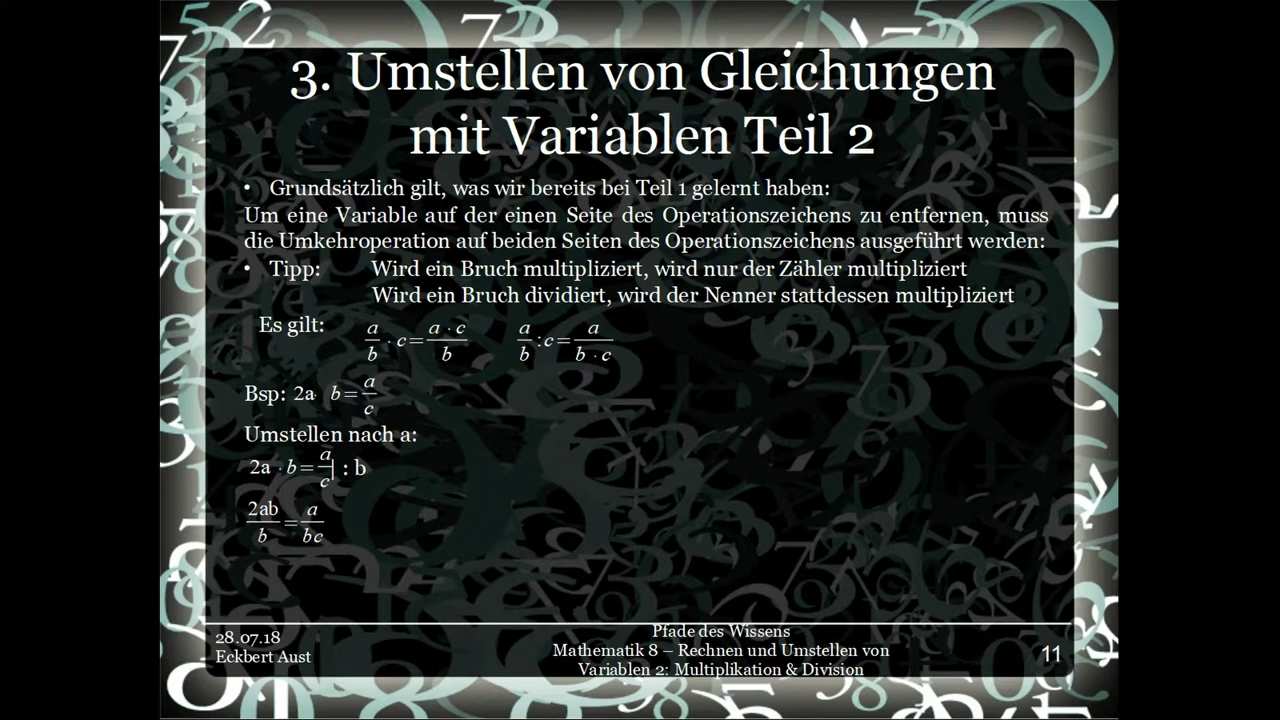 3. Umstellen von Gleichungen
mit Variablen Teil 2
• Grundsätzlich gilt, was wir bereits bei Teil 1 gelernt haben:
Um eine Variable auf der einen Seite des Operationszeichens zu entfernen, muss
die Umkehroperation auf beiden Seiten des Operationszeichens ausgeführt werden:
• Tipp: Wird ein Bruch multipliziert, wird nur der Zähler multipliziert
Wird ein Bruch dividiert, wird der Nenner stattdessen multipliziert
Es gilt: a/b · c = a · c/b a/b : c = a/b · c
Bsp: 2a · b = a/c
Umstellen nach a:
2a · b = a/c | : b
2ab/b = a/bc
28.07.18
Eckbert Aust
Pfade des Wissens
Mathematik 8 – Rechnen und Umstellen von
Variablen 2: Multiplikation & Division
11